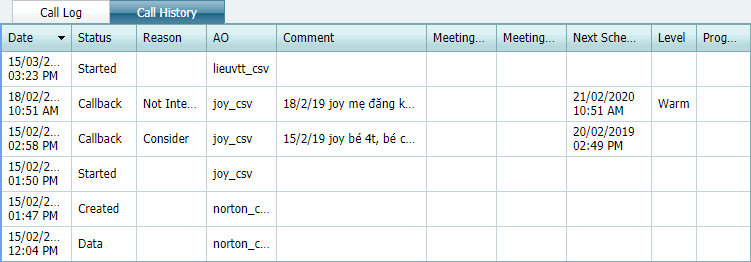 Call Log
Call History
Date Status Reason AO Comment Meeting... Meeting... Next Sche... Level Prog...
15/03/2...
03:23 PM
Started lieuvtt_csv
18/02/2...
10:51 AM
Callback Not Inte... joy_csv 18/2/19 joy mẹ đăng k...
21/02/2020
10:51 AM
Warm
15/02/2...
02:58 PM
Callback Consider joy_csv 15/2/19 joy bé 4t, bé c...
20/02/2019
02:49 PM
15/02/2...
01:50 PM
Started joy_csv
15/02/2...
01:47 PM
Created norton_c...
15/02/2...
12:04 PM
Data norton_c...